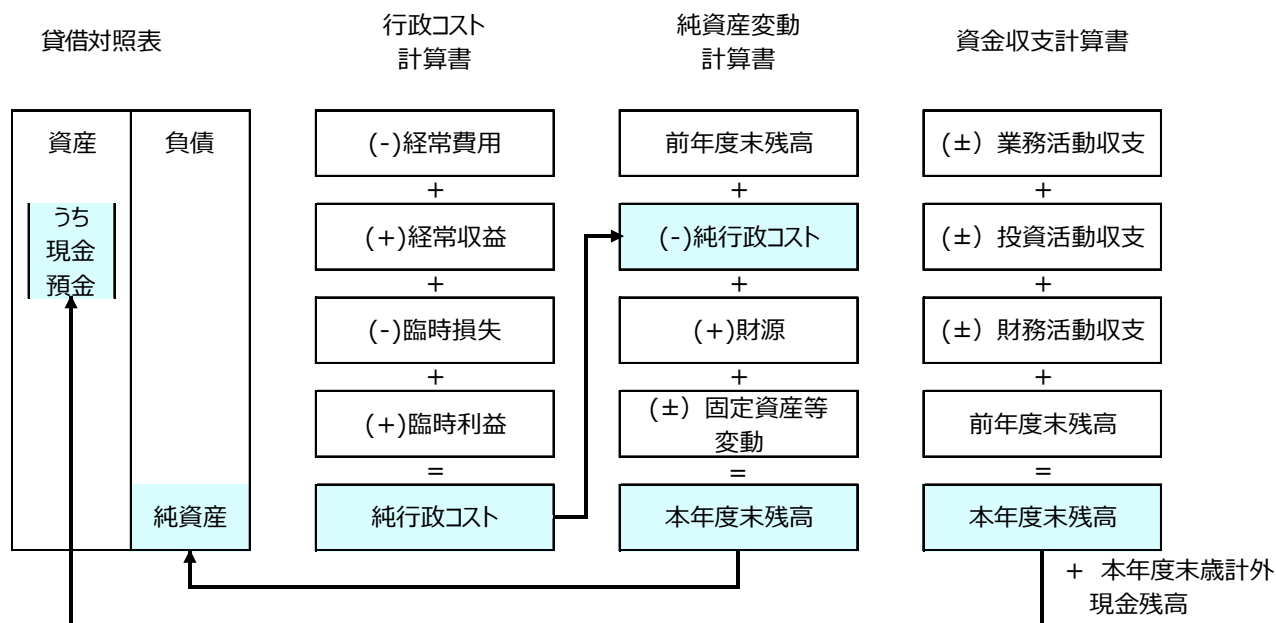 貸借対照表
行政コスト
計算書
純資産変動
計算書
資金収支計算書
資産
負債
うち
現金
預金
純資産
(-)経常費用
+
(+)経常収益
+
(-)臨時損失
+
(+)臨時利益
=
純行政コスト
前年度末残高
+
(-)純行政コスト
+
(+)財源
+
(±) 固定資産等
変動
=
本年度末残高
(±) 業務活動収支
+
(±) 投資活動収支
+
(±) 財務活動収支
+
前年度末残高
=
本年度末残高
+ 本年度末歳計外
現金残高